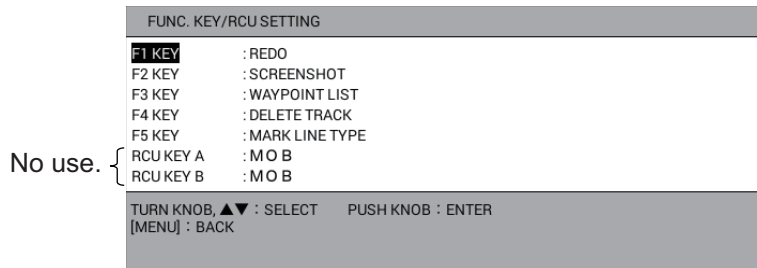 FUNC. KEY/RCU SETTING
F1 KEY : REDO
F2 KEY : SCREENSHOT
F3 KEY : WAYPOINT LIST
F4 KEY : DELETE TRACK
F5 KEY : MARK LINE TYPE
No use.
RCU KEY A : M O B
RCU KEY B : M O B
TURN KNOB, ▲▼ : SELECT PUSH KNOB : ENTER
[MENU] : BACK